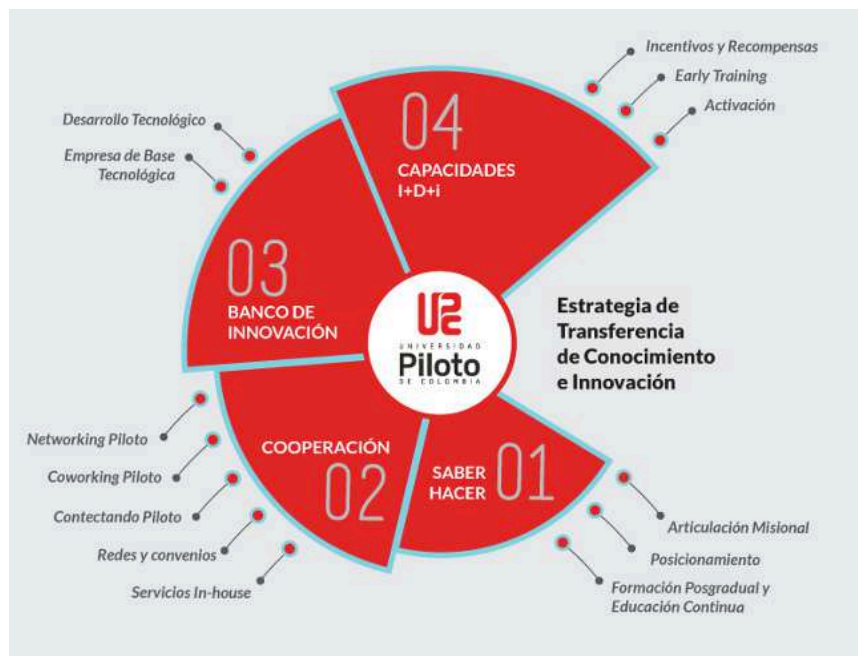 Incentivos y Recompensas
Early Training
Activación
04
CAPACIDADES
I+D+i
Desarrollo Tecnológico
Empresa de Base
Tecnológica
03
BANCO DE
INNOVACIÓN
UNIVERSIDAD
Piloto
DE COLOMBIA
Estrategia de
Transferencia
de Conocimiento
e Innovación
Networking Piloto
Coworking Piloto
Contectando Piloto
Redes y convenios
Servicios In-house
COOPERACIÓN
02
SABER
HACER
01
Articulación Misional
Posicionamiento
Formación Posgradual y
Educación Continua